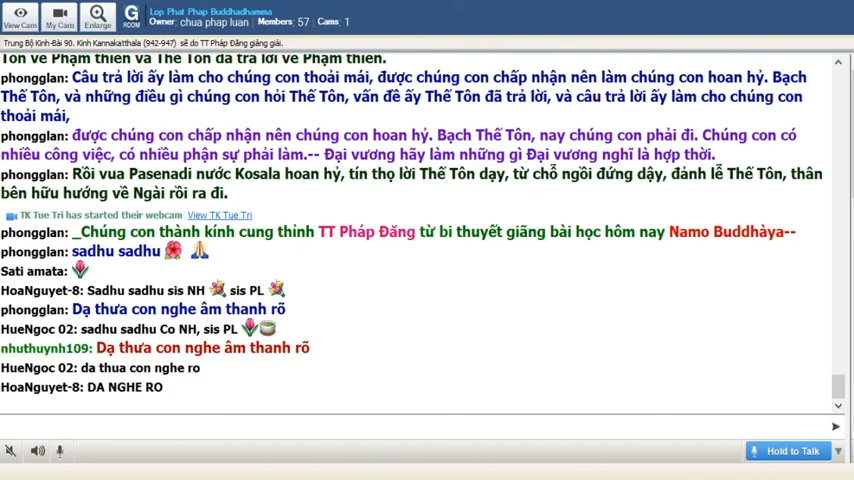 View Cam
My Cam
Enlarge
G
ROOM
Lop Phat Phap Buddhadhamma
Owner: chua phap luan Members: 57 Cams: 1
Trung Bộ Kinh-Bài 90. Kinh Kannakatthala (942-947) sẽ do TT Pháp Đăng giảng giải.
Tôn về Phạm thiên và Thế Tôn đã trả lời về Phạm thiên.
phongglan: Câu trả lời ấy làm cho chúng con thoải mái, được chúng con chấp nhận nên làm chúng con hoan hỷ. Bạch
Thế Tôn, và những điều gì chúng con hỏi Thế Tôn, vấn đề ấy Thế Tôn đã trả lời, và câu trả lời ấy làm cho chúng con
thoải mái,
phongglan: được chúng con chấp nhận nên chúng con hoan hỷ. Bạch Thế Tôn, nay chúng con phải đi. Chúng con có
nhiều công việc, có nhiều phận sự phải làm.-- Đại vương hãy làm những gì Đại vương nghĩ là hợp thời.
phongglan: Rồi vua Pasenadi nước Kosala hoan hỷ, tín thọ lời Thế Tôn dạy, từ chỗ ngồi đứng dậy, đảnh lễ Thế Tôn, thân
bên hữu hướng về Ngài rồi ra đi.
TK Tue Tri has started their webcam View TK Tue Tri
phongglan: _Chúng con thành kính cung thỉnh TT Pháp Đăng từ bi thuyết giãng bài học hôm nay Namo Buddhàya--
phongglan: sadhu sadhu
Sati amata:
HoaNguyet-8: Sadhu sadhu sis NH sis PL
phongglan: Dạ thưa con nghe âm thanh rõ
HueNgoc 02: sadhu sadhu Co NH, sis PL
nhuthuynh109: Dạ thưa con nghe âm thanh rõ
HueNgoc 02: da thua con nghe ro
HoaNguyet-8: DA NGHE RO
Hold to Talk